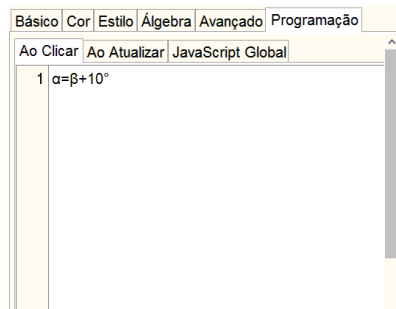 Básico Cor Estilo Álgebra Avançado Programação
Ao Clicar Ao Atualizar JavaScript Global
1 α=β+10°